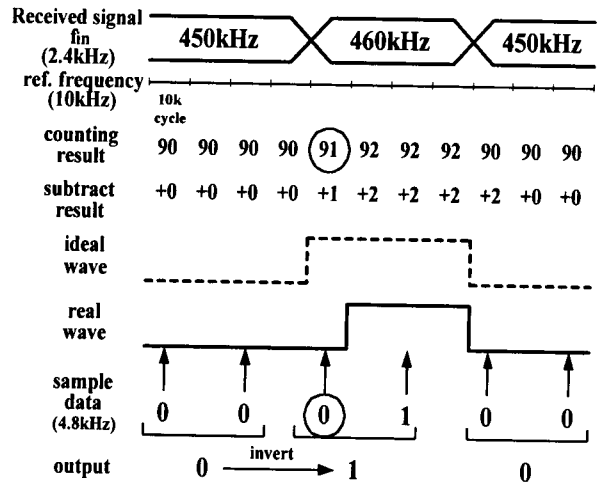 Received signal
fin
(2.4kHz)
450kHz 460kHz 450kHz
ref. frequency
(10kHz)
10k
cycle
counting
result
90 90 90 90 91 92 92 92 90 90 90
subtract
result
+0 +0 +0 +0 +1 +2 +2 +2 +2 +0 +0
ideal
wave
real
wave
sample
data
(4.8kHz)
0 0 0 1 0 0
output
0 invert 1 0